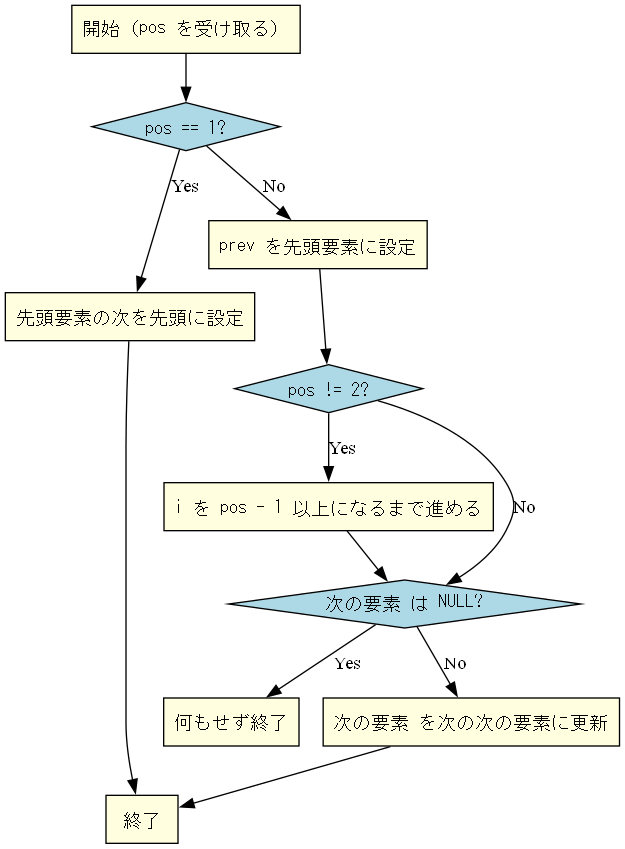 開始 (pos を受け取る)
pos == 1?
Yes
No
prev を先頭要素に設定
先頭要素の次を先頭に設定
pos != 2?
Yes
i を pos - 1 以上になるまで進める
No
次の要素 は NULL?
Yes
No
何もせず終了
次の要素 を次の次の要素に更新
終了